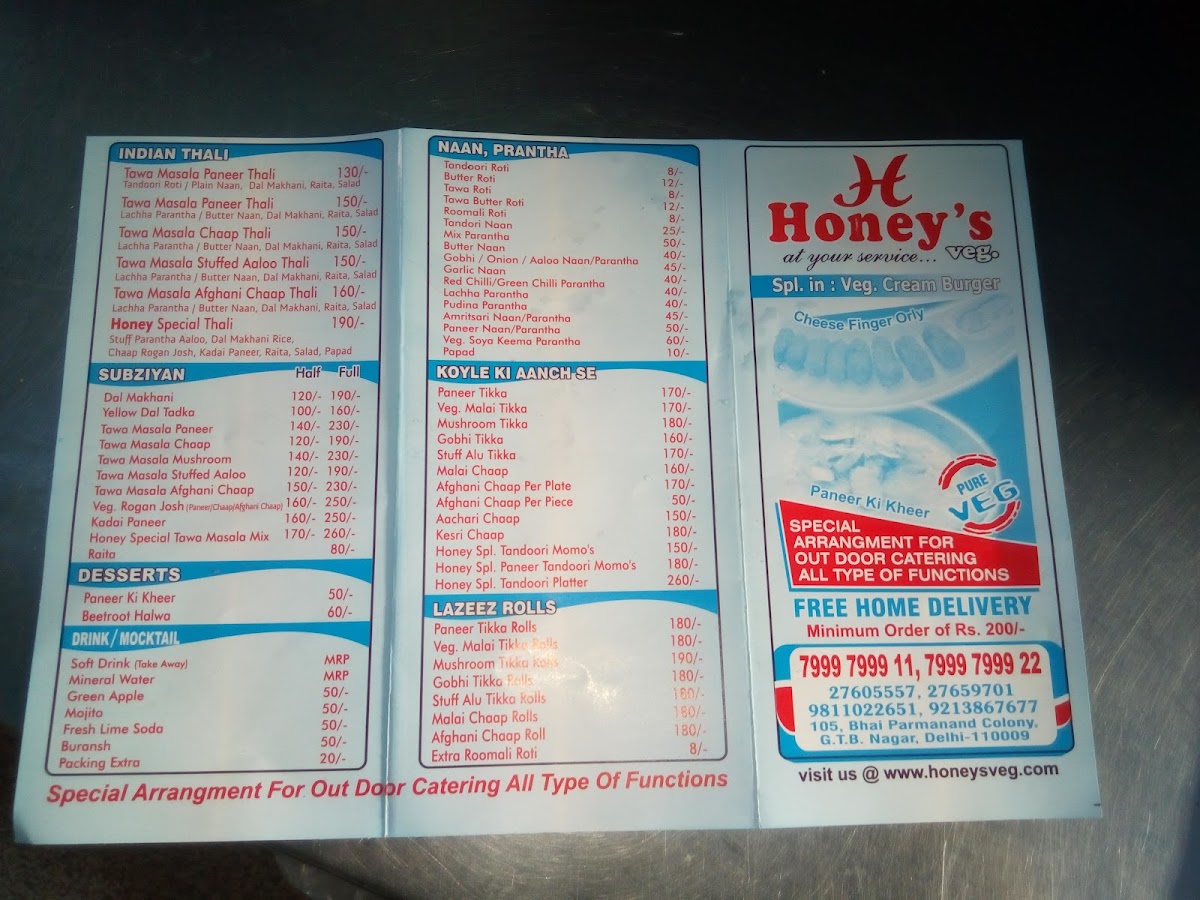 INDIAN THALI
Tawa Masala Paneer Thali 130/-
Tandoori Roti / Plain Naan, Dal Makhani, Raita, Salad
Tawa Masala Paneer Thali 150/-
Lachha Parantha / Butter Naan, Dal Makhani, Raita, Salad
Tawa Masala Chaap Thali 150/-
Lachha Parantha / Butter Naan, Dal Makhani, Raita, Salad
Tawa Masala Stuffed Aaloo Thali 150/-
Lachha Parantha / Butter Naan, Dal Makhani, Raita, Salad
Tawa Masala Afghani Chaap Thali 160/-
Lachha Parantha / Butter Naan, Dal Makhani, Raita, Salad
Honey Special Thali 190/-
Stuff Parantha Aaloo, Dal Makhani Rice,
Chaap Rogan Josh, Kadai Paneer, Raita, Salad, Papad
SUBZIYAN Half Full
Dal Makhani 120/- 190/-
Yellow Dal Tadka 100/- 160/-
Tawa Masala Paneer 140/- 230/-
Tawa Masala Chaap 120/- 190/-
Tawa Masala Mushroom 140/- 230/-
Tawa Masala Stuffed Aaloo 120/- 190/-
Tawa Masala Afghani Chaap 150/- 230/-
Veg. Rogan Josh (Paneer/Chaap/Afghani Chaap) 160/- 250/-
Kadai Paneer 160/- 250/-
Honey Special Tawa Masala Mix 170/- 260/-
Raita 80/-
DESSERTS
Paneer Ki Kheer 50/-
Beetroot Halwa 60/-
DRINK/MOCKTAIL
Soft Drink (Take Away) MRP
Mineral Water MRP
Green Apple 50/-
Mojito 50/-
Fresh Lime Soda 50/-
Buransh 50/-
Packing Extra 20/-
NAAN, PRANTHA
Tandoori Roti 8/-
Butter Roti 12/-
Tawa Roti 8/-
Tawa Butter Roti 12/-
Roomali Roti 8/-
Tandori Naan 25/-
Mix Parantha 50/-
Butter Naan 40/-
Gobhi / Onion / Aaloo Naan/Parantha 45/-
Garlic Naan 40/-
Red Chilli/Green Chilli Parantha 40/-
Lachha Parantha 40/-
Pudina Parantha 45/-
Amritsari Naan/Parantha 50/-
Paneer Naan/Parantha 60/-
Veg. Soya Keema Parantha
Papad 10/-
KOYLE KI AANCH SE
Paneer Tikka 170/-
Veg. Malai Tikka 170/-
Mushroom Tikka 180/-
Gobhi Tikka 160/-
Stuff Alu Tikka 170/-
Malai Chaap 160/-
Afghani Chaap Per Plate 170/-
Afghani Chaap Per Piece 50/-
Aachari Chaap 150/-
Kesri Chaap 180/-
Honey Spl. Tandoori Momo's 150/-
Honey Spl. Paneer Tandoori Momo's 180/-
Honey Spl. Tandoori Platter 260/-
LAZEEZ ROLLS
Paneer Tikka Rolls 180/-
Veg. Malai Tikka Rolls 180/-
Mushroom Tikka Rolls 190/-
Gobhi Tikka Rolls 180/-
Stuff Alu Tikka Rolls 180/-
Malai Chaap Rolls 160/-
Afghani Chaap Roll 180/-
Extra Roomali Roti 8/-
Special Arrangment For Out Door Catering All Type Of Functions
H
Honey's
at your service... veg.
Spl. in : Veg. Cream Burger
Cheese Finger Orly
Paneer Ki Kheer
PURE VEG
SPECIAL
ARRANGMENT FOR
OUT DOOR CATERING
ALL TYPE OF FUNCTIONS
FREE HOME DELIVERY
Minimum Order of Rs. 200/-
7999 7999 11, 7999 7999 22
27605557, 27659701
9811022651, 9213867677
105, Bhai Parmanand Colony,
G.T.B. Nagar, Delhi-110009
visit us @ www.honeysveg.com